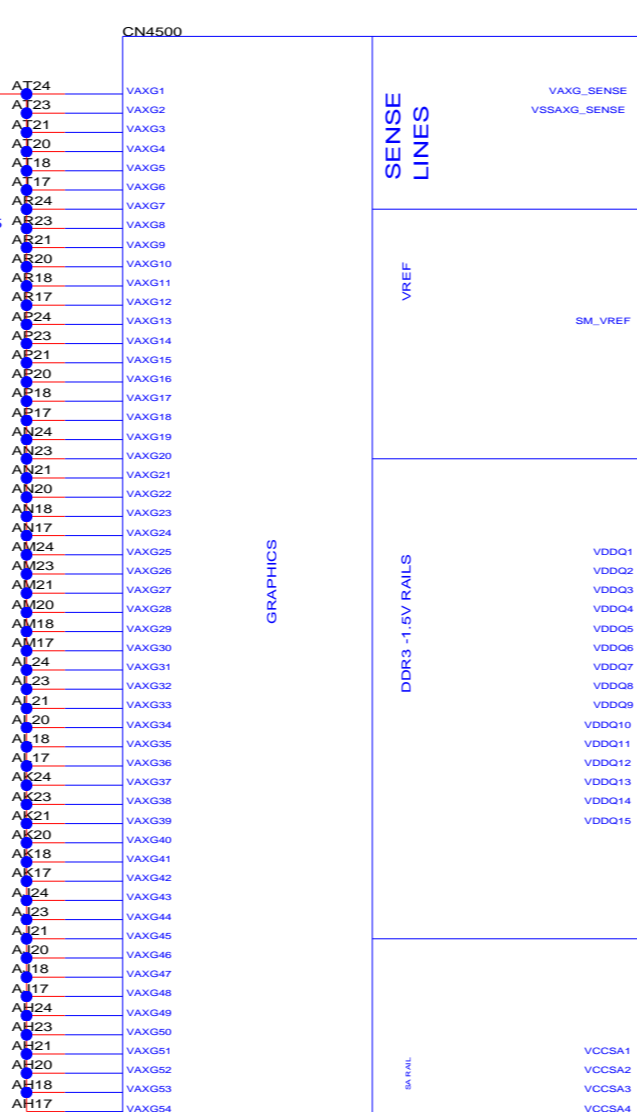 CN4500
AT24 VAXG1
AT23 VAXG2
AT21 VAXG3
AT20 VAXG4
AT18 VAXG5
AT17 VAXG6
AR24 VAXG7
AR23 VAXG8
AR21 VAXG9
AR20 VAXG10
AR18 VAXG11
AR17 VAXG12
AP24 VAXG13
AP23 VAXG14
AP21 VAXG15
AP20 VAXG16
AP18 VAXG17
AP17 VAXG18
AN24 VAXG19
AN23 VAXG20
AN21 VAXG21
AN20 VAXG22
AN18 VAXG23
AN17 VAXG24
AM24 VAXG25
AM23 VAXG26
AM21 VAXG27
AM20 VAXG28
AM18 VAXG29
AM17 VAXG30
AL24 VAXG31
AL23 VAXG32
AL21 VAXG33
AL20 VAXG34
AL18 VAXG35
AL17 VAXG36
AK24 VAXG37
AK23 VAXG38
AK21 VAXG39
AK20 VAXG40
AK18 VAXG41
AK17 VAXG42
AJ24 VAXG43
AJ23 VAXG44
AJ21 VAXG45
AJ20 VAXG46
AJ18 VAXG47
AJ17 VAXG48
AH24 VAXG49
AH23 VAXG50
AH21 VAXG51
AH20 VAXG52
AH18 VAXG53
AH17 VAXG54
GRAPHICS
SENSE
LINES
VAXG_SENSE
VSSAXG_SENSE
VREF
SM_VREF
DDR3 -1.5V RAILS
VDDQ1
VDDQ2
VDDQ3
VDDQ4
VDDQ5
VDDQ6
VDDQ7
VDDQ8
VDDQ9
VDDQ10
VDDQ11
VDDQ12
VDDQ13
VDDQ14
VDDQ15
SA RAIL
VCCSA1
VCCSA2
VCCSA3
VCCSA4